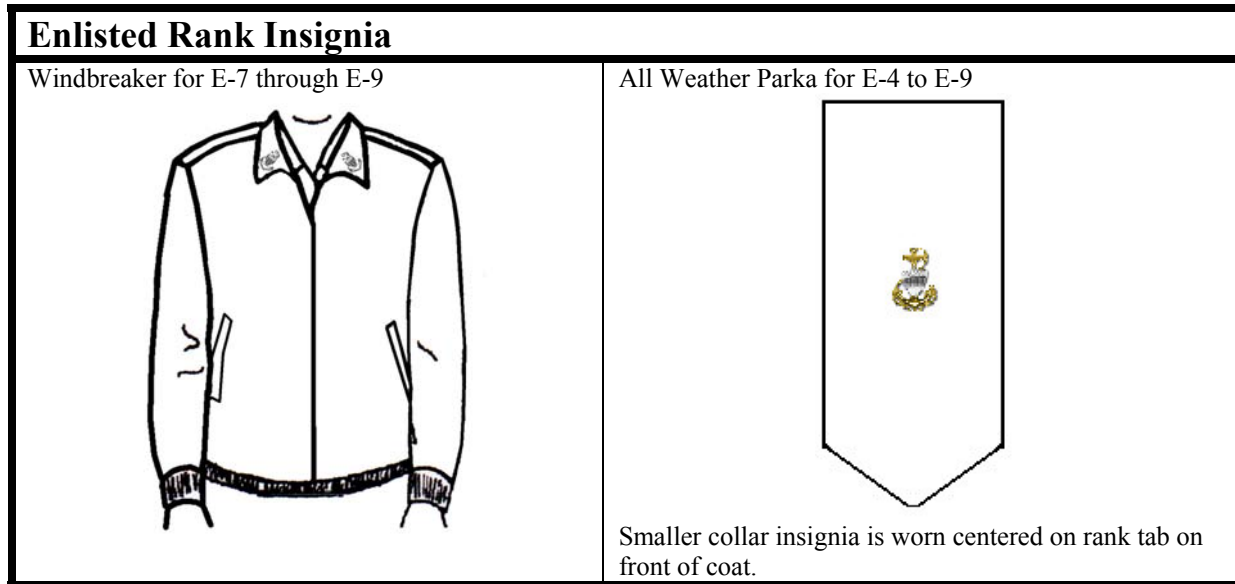 Enlisted Rank Insignia
Windbreaker for E-7 through E-9
All Weather Parka for E-4 to E-9
Smaller collar insignia is worn centered on rank tab on
front of coat.